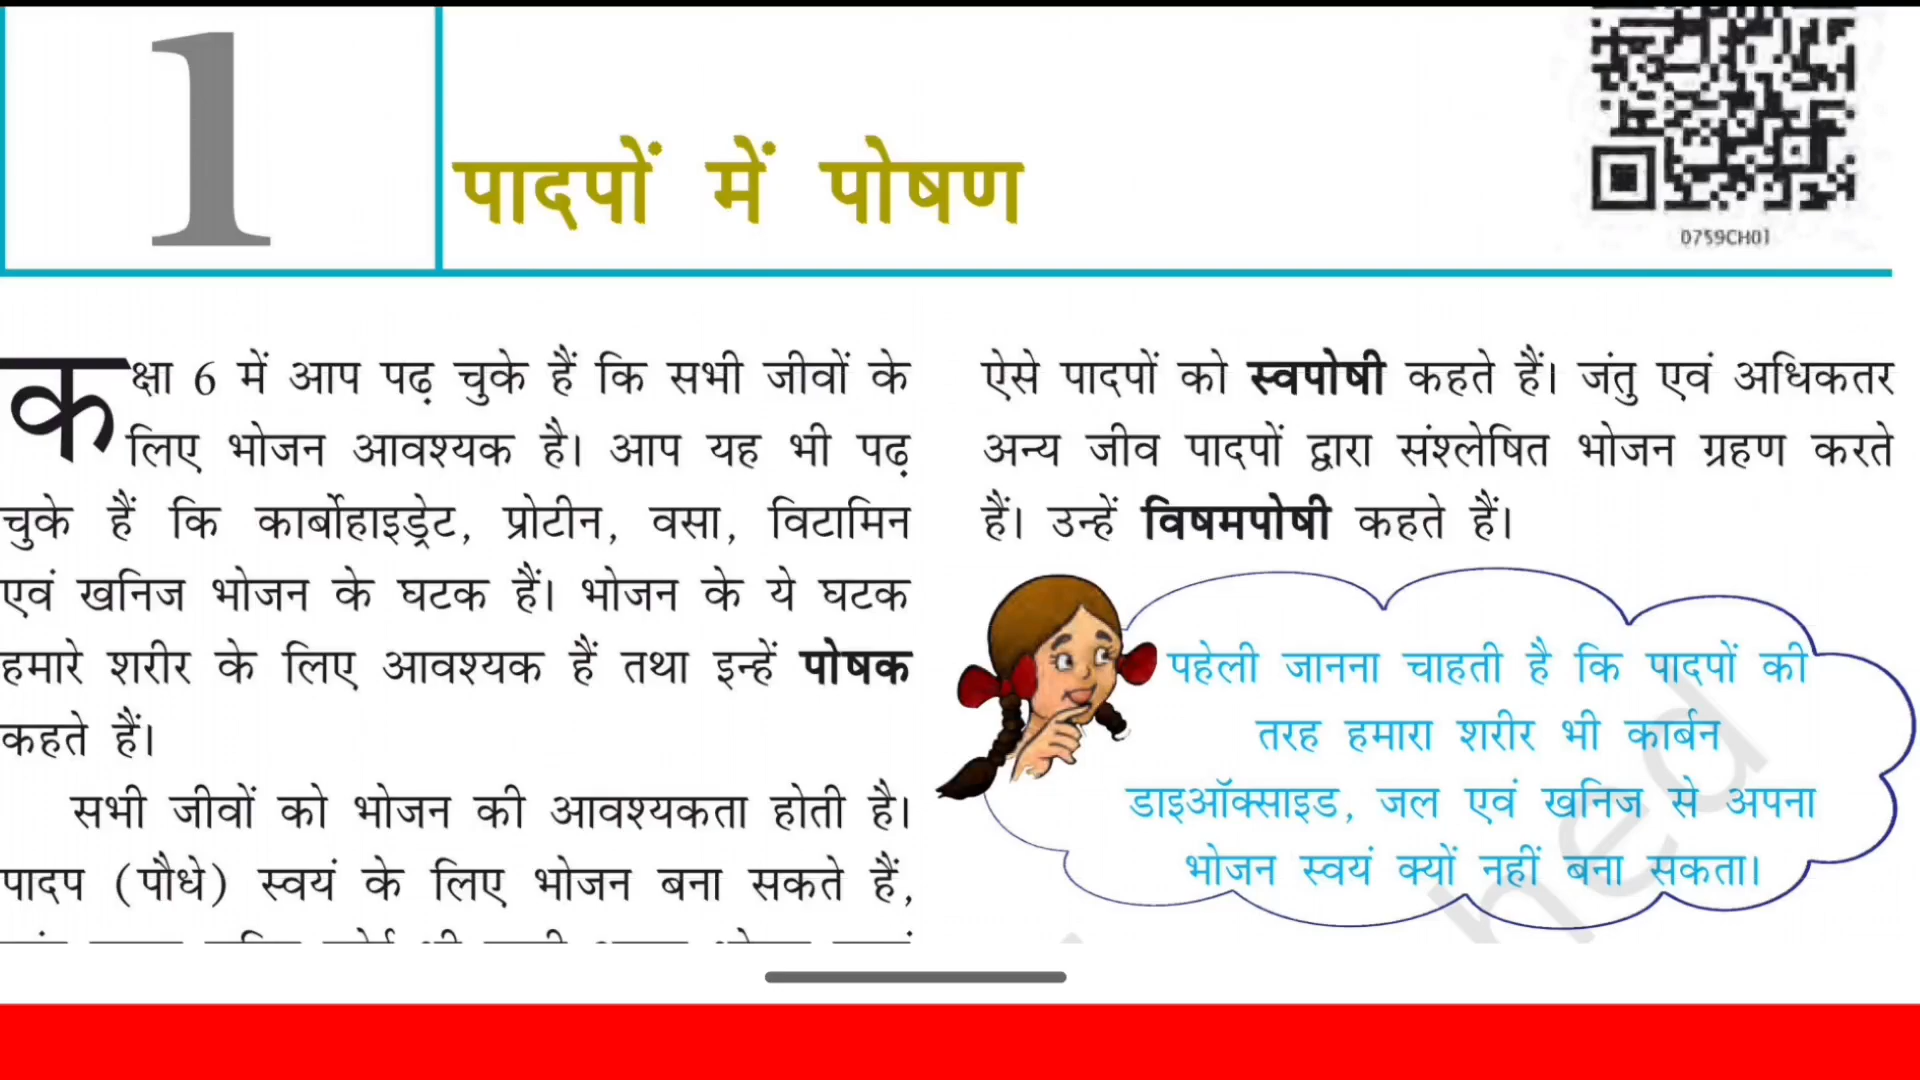 1
पादपों में पोषण
0759CH01
कक्षा 6 में आप पढ़ चुके हैं कि सभी जीवों के
लिए भोजन आवश्यक है। आप यह भी पढ़
चुके हैं कि कार्बोहाइड्रेट, प्रोटीन, वसा, विटामिन
एवं खनिज भोजन के घटक हैं। भोजन के ये घटक
हमारे शरीर के लिए आवश्यक हैं तथा इन्हें पोषक
कहते हैं।
सभी जीवों को भोजन की आवश्यकता होती है।
पादप (पौधे) स्वयं के लिए भोजन बना सकते हैं,
ऐसे पादपों को स्वपोषी कहते हैं। जंतु एवं अधिकतर
अन्य जीव पादपों द्वारा संश्लेषित भोजन ग्रहण करते
हैं। उन्हें विषमपोषी कहते हैं।
पहेली जानना चाहती है कि पादपों की
तरह हमारा शरीर भी कार्बन
डाइऑक्साइड, जल एवं खनिज से अपना
भोजन स्वयं क्यों नहीं बना सकता।